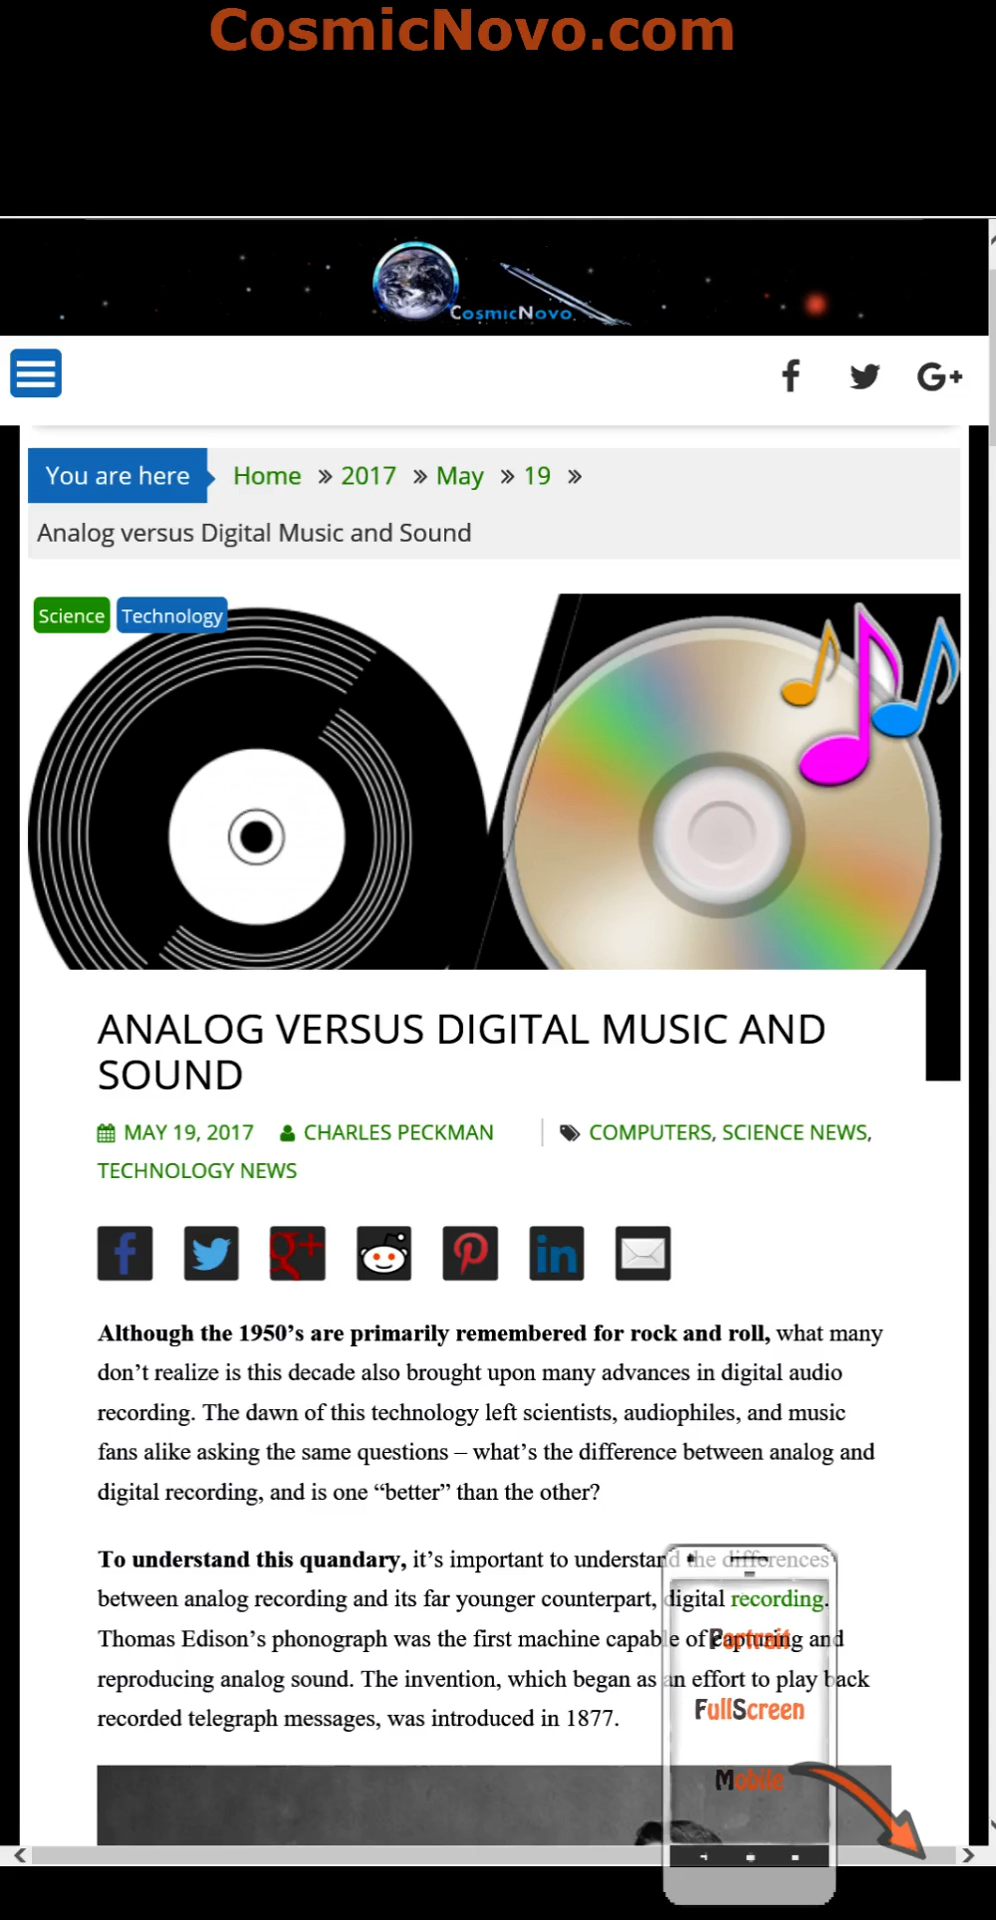 CosmicNovo.com
CosmicNovo
G+
You are here Home » 2017 » May » 19 »
Analog versus Digital Music and Sound
Science Technology
ANALOG VERSUS DIGITAL MUSIC AND
SOUND
MAY 19, 2017 CHARLES PECKMAN COMPUTERS, SCIENCE NEWS,
TECHNOLOGY NEWS
Although the 1950’s are primarily remembered for rock and roll, what many
don’t realize is this decade also brought upon many advances in digital audio
recording. The dawn of this technology left scientists, audiophiles, and music
fans alike asking the same questions – what’s the difference between analog and
digital recording, and is one “better” than the other?
To understand this quandary, it’s important to understand the differences
between analog recording and its far younger counterpart, digital recording.
Thomas Edison’s phonograph was the first machine capable of capturing and
reproducing analog sound. The invention, which began as an effort to play back
recorded telegraph messages, was introduced in 1877.
Portrait
FullScreen
Mobile